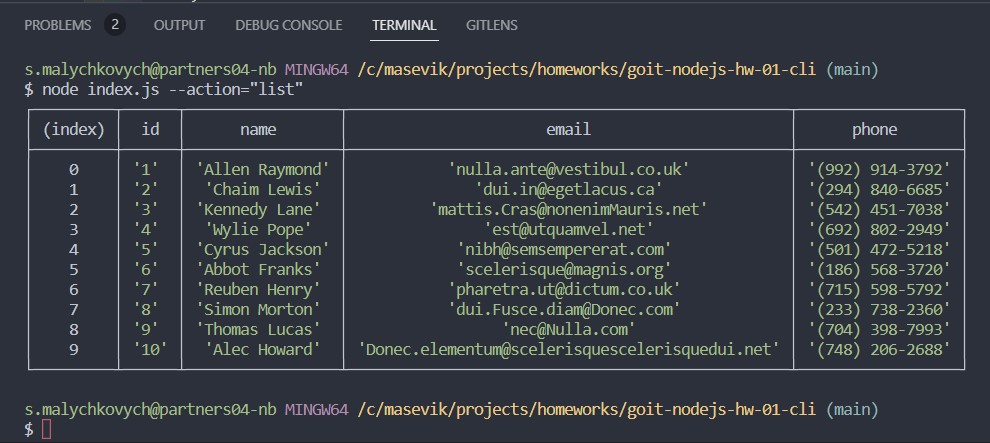 PROBLEMS 2 OUTPUT DEBUG CONSOLE TERMINAL GITLENS
s.malychkovych@partners04-nb MINGW64 /c/masevik/projects/homeworks/goit-nodejs-hw-01-cli (main)
$ node index.js --action="list"
(index) id name email phone
0 '1' 'Allen Raymond' 'nulla.ante@vestibul.co.uk' '(992) 914-3792'
1 '2' 'Chaim Lewis' 'dui.in@egetlacus.ca' '(294) 840-6685'
2 '3' 'Kennedy Lane' 'mattis.Cras@nonenimMauris.net' '(542) 451-7038'
3 '4' 'Wylie Pope' 'est@utquamvel.net' '(692) 802-2949'
4 '5' 'Cyrus Jackson' 'nibh@semsempererat.com' '(501) 472-5218'
5 '6' 'Abbot Franks' 'scelerisque@magnis.org' '(186) 568-3720'
6 '7' 'Reuben Henry' 'pharetra.ut@dictum.co.uk' '(715) 598-5792'
7 '8' 'Simon Morton' 'dui.Fusce.diam@Donec.com' '(233) 738-2360'
8 '9' 'Thomas Lucas' 'nec@Nulla.com' '(704) 398-7993'
9 '10' 'Alec Howard' 'Donec.elementum@scelerisquescelerisquedui.net' '(748) 206-2688'
s.malychkovych@partners04-nb MINGW64 /c/masevik/projects/homeworks/goit-nodejs-hw-01-cli (main)
$